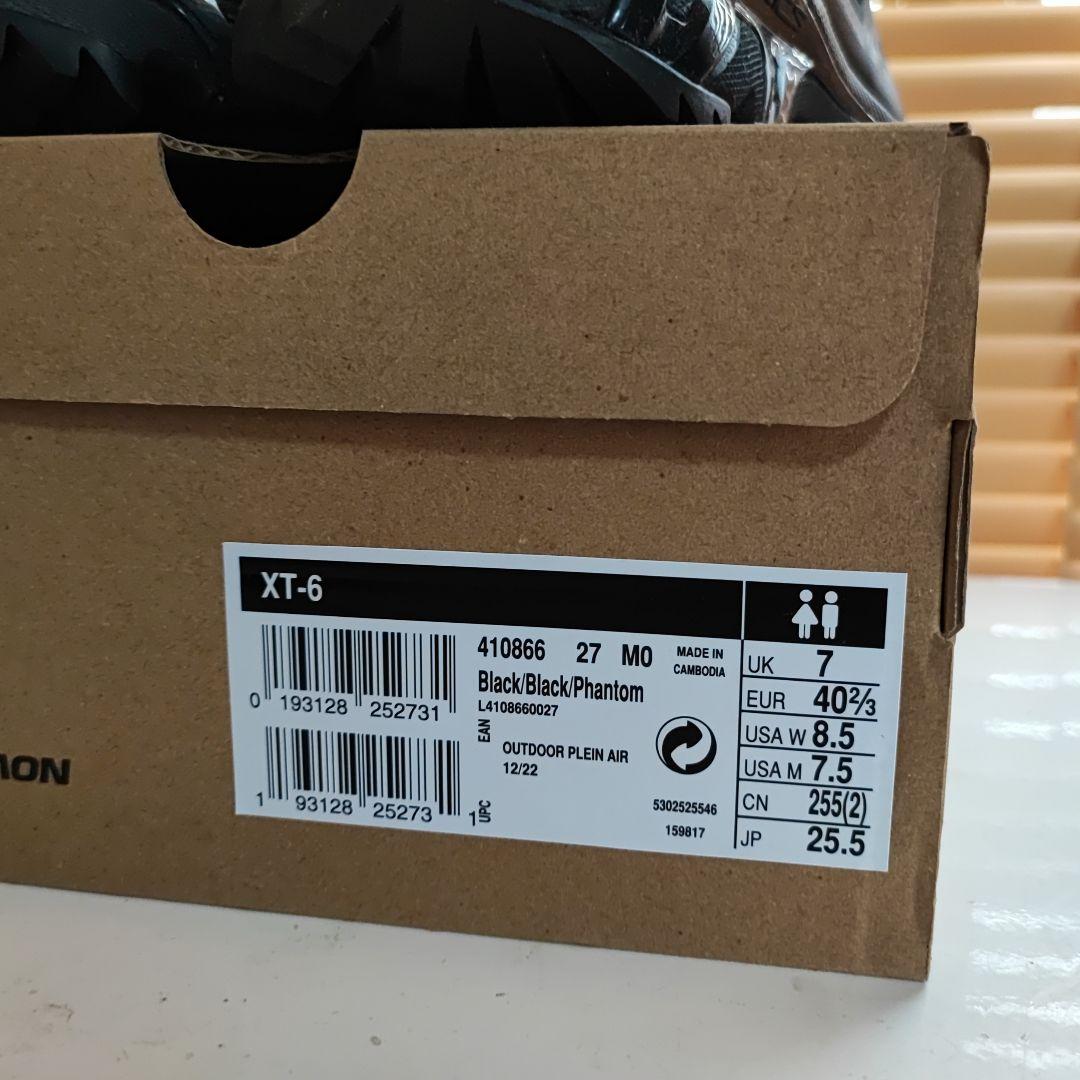 XT-6
410866 27 M0
MADE IN
CAMBODIA
Black/Black/Phantom
L4108660027
0 193128 252731
EAN
OUTDOOR PLEIN AIR
12/22
1 93128 25273 1
UPC
5302525546
159817
UK 7
EUR 40⅔
USA W 8.5
USA M 7.5
CN 255(2)
JP 25.5